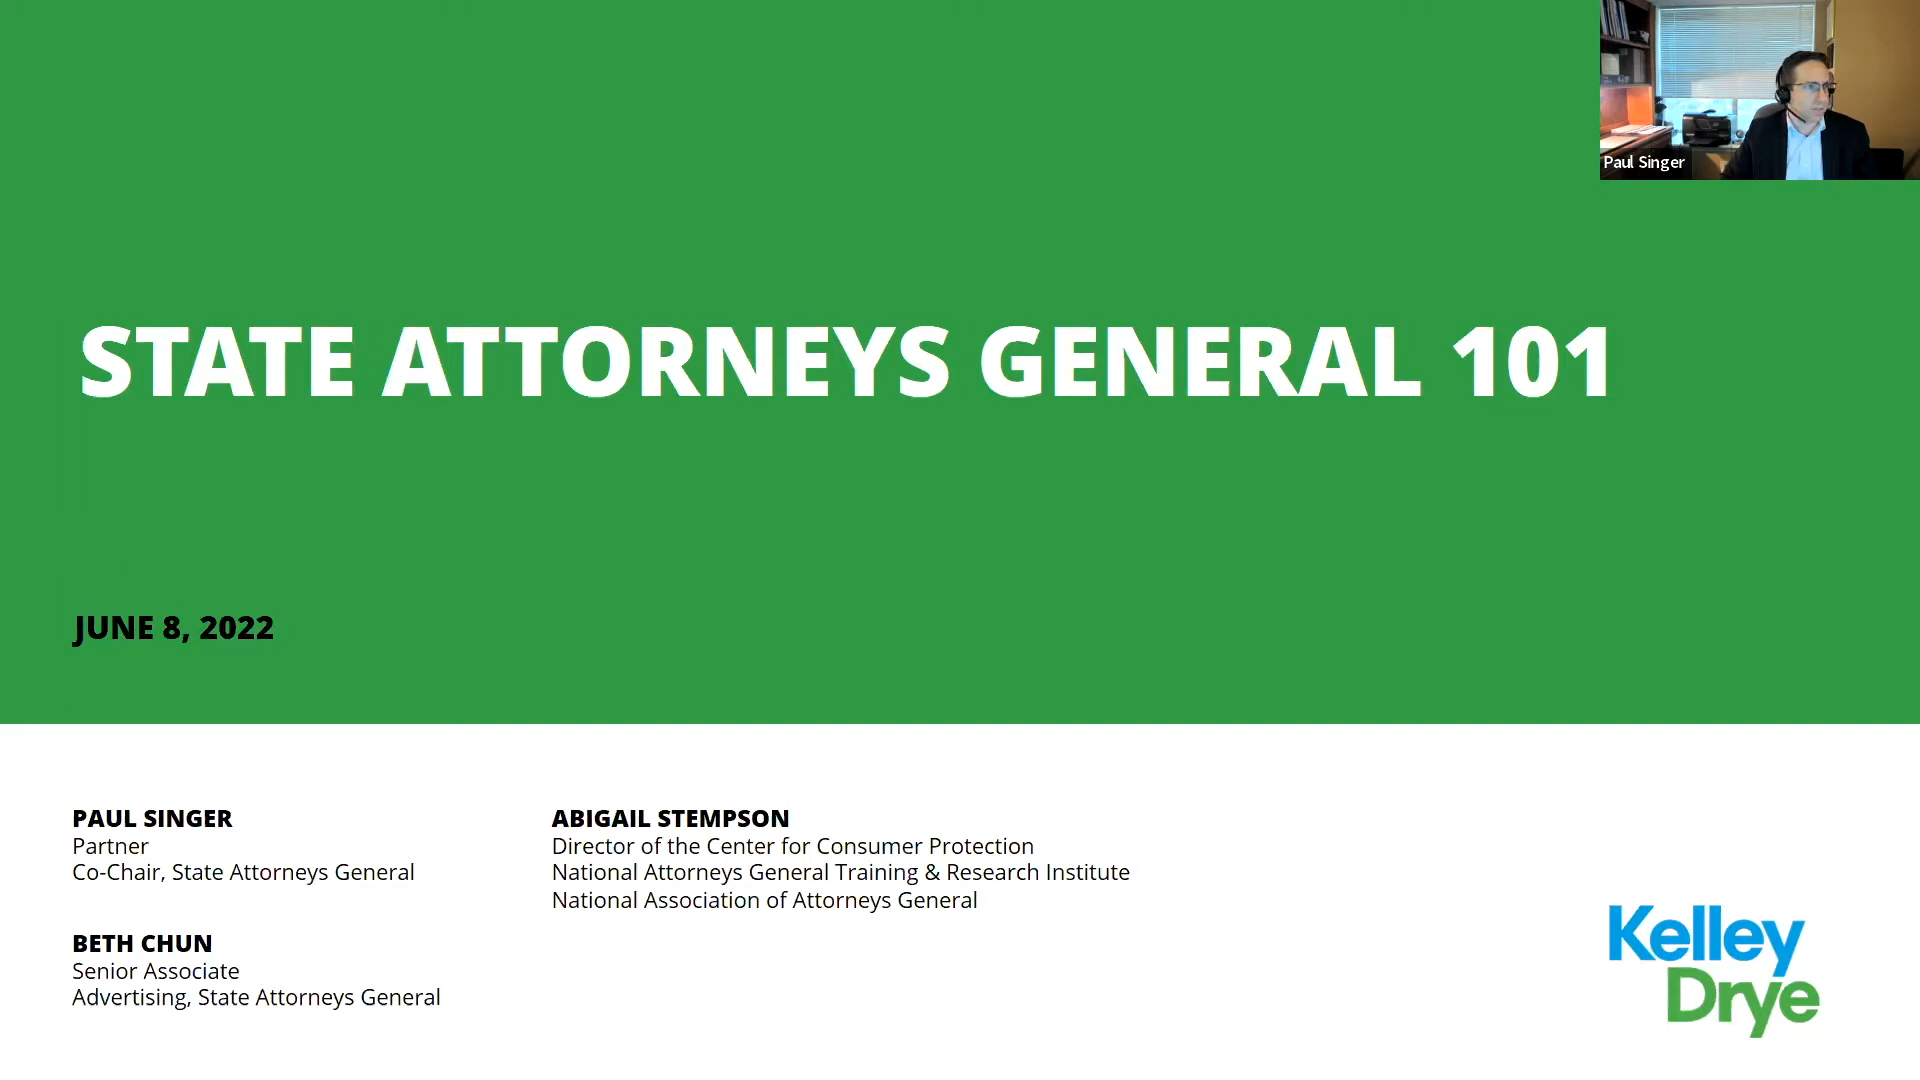 Paul Singer
STATE ATTORNEYS GENERAL 101
JUNE 8, 2022
PAUL SINGER
Partner
Co-Chair, State Attorneys General
BETH CHUN
Senior Associate
Advertising, State Attorneys General
ABIGAIL STEMPSON
Director of the Center for Consumer Protection
National Attorneys General Training & Research Institute
National Association of Attorneys General
Kelley
Drye